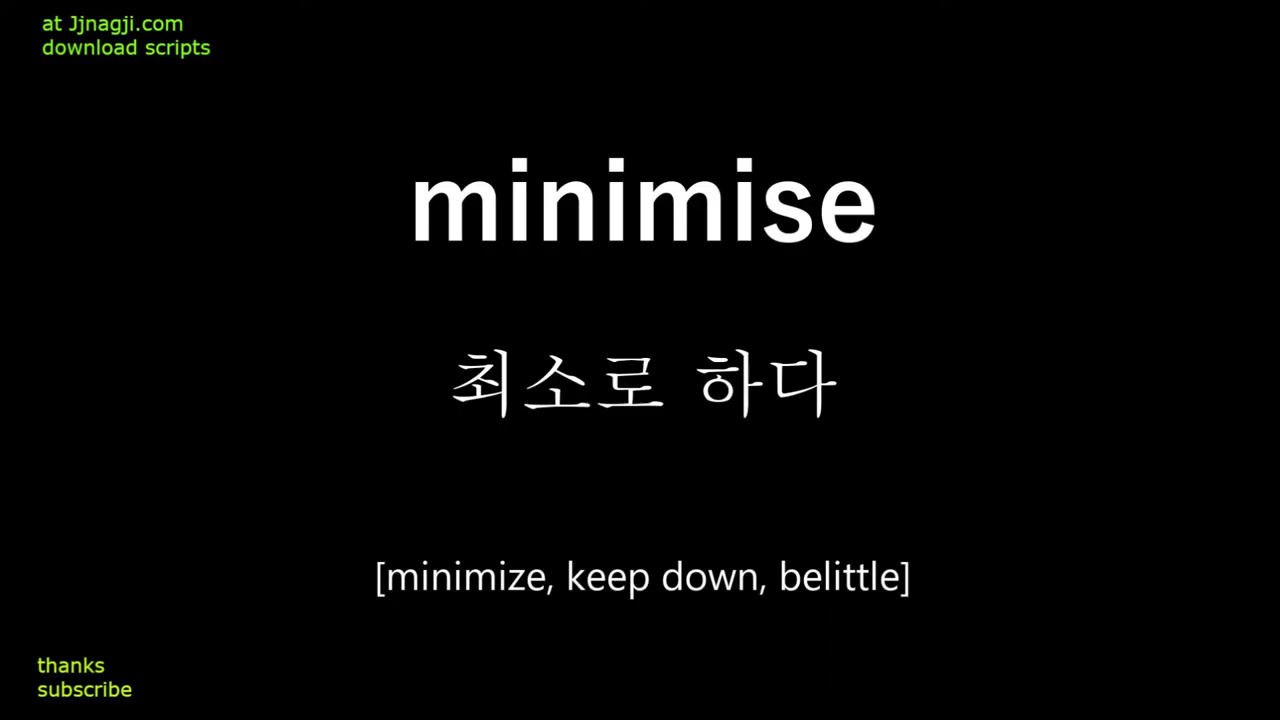 at Jjnagji.com
download scripts
minimise
최소로 하다
[minimize, keep down, belittle]
thanks
subscribe